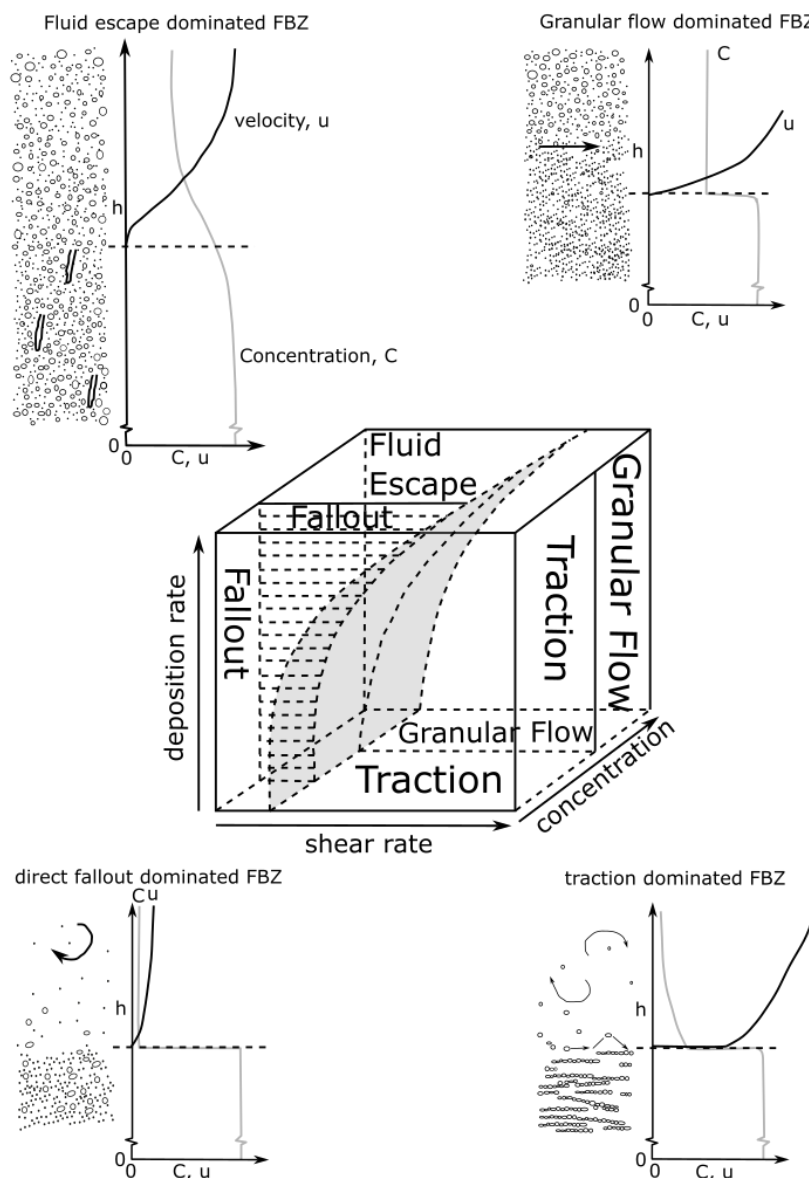 Fluid escape dominated FBZ
velocity, u
h
Concentration, C
0
0
C, u
Granular flow dominated FBZ
C
u
h
0
0
C, u
Fluid
Escape
Fallout
Fallout
Traction
Granular Flow
Granular Flow
Traction
deposition rate
shear rate
concentration
direct fallout dominated FBZ
C u
h
0
0
C, u
traction dominated FBZ
h
0
0
C, u